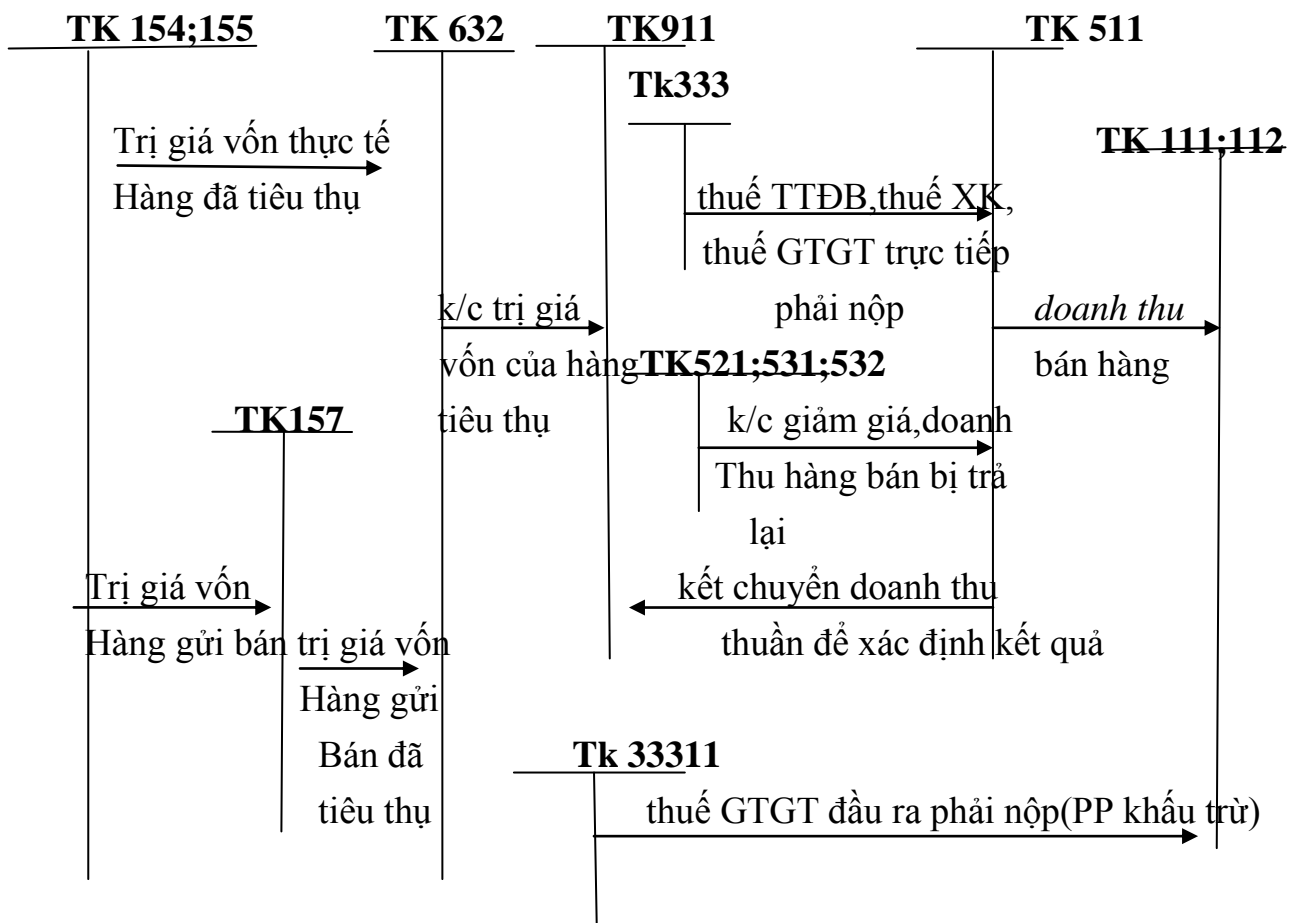 TK 154;155 TK 632 TK911 TK 511
Tk333
Trị giá vốn thực tế
Hàng đã tiêu thụ
TK 111;112
thuế TTĐB,thuế XK,
thuế GTGT trực tiếp
phải nộp
k/c trị giá
vốn của hàng
tiêu thụ
doanh thu
bán hàng
TK521;531;532
TK157
k/c giảm giá,doanh
Thu hàng bán bị trả
lại
Trị giá vốn
Hàng gửi bán
kết chuyển doanh thu
thuần để xác định kết quả
trị giá vốn
Hàng gửi
Bán đã
tiêu thụ
Tk 33311
thuế GTGT đầu ra phải nộp(PP khấu trừ)